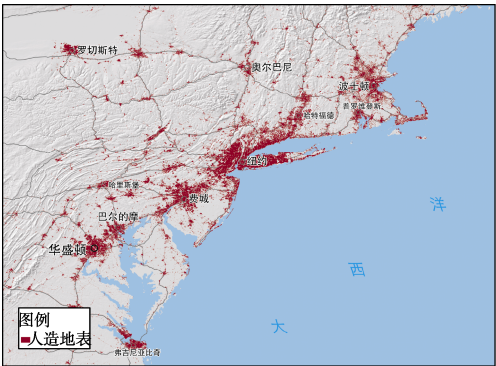 罗切斯特
奥尔巴尼
波士顿
普罗维登斯
哈特福德
纽约
哈里斯堡
费城
巴尔的摩
华盛顿
弗吉尼亚比奇
洋
西
大
图例
人造地表